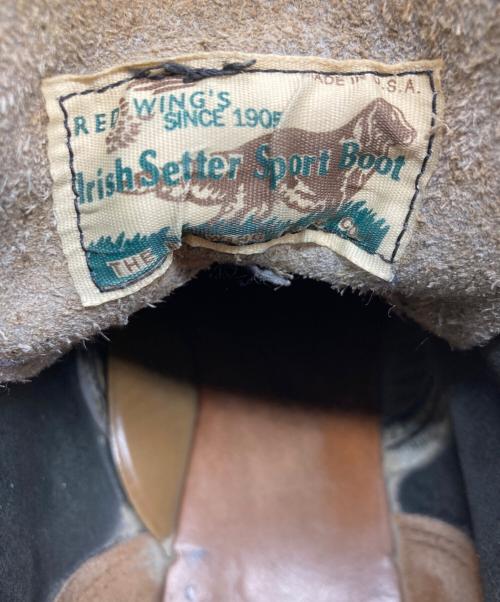 MADE IN U.S.A.
RED WING'S
SINCE 1905
Irish Setter Sport Boot
THE